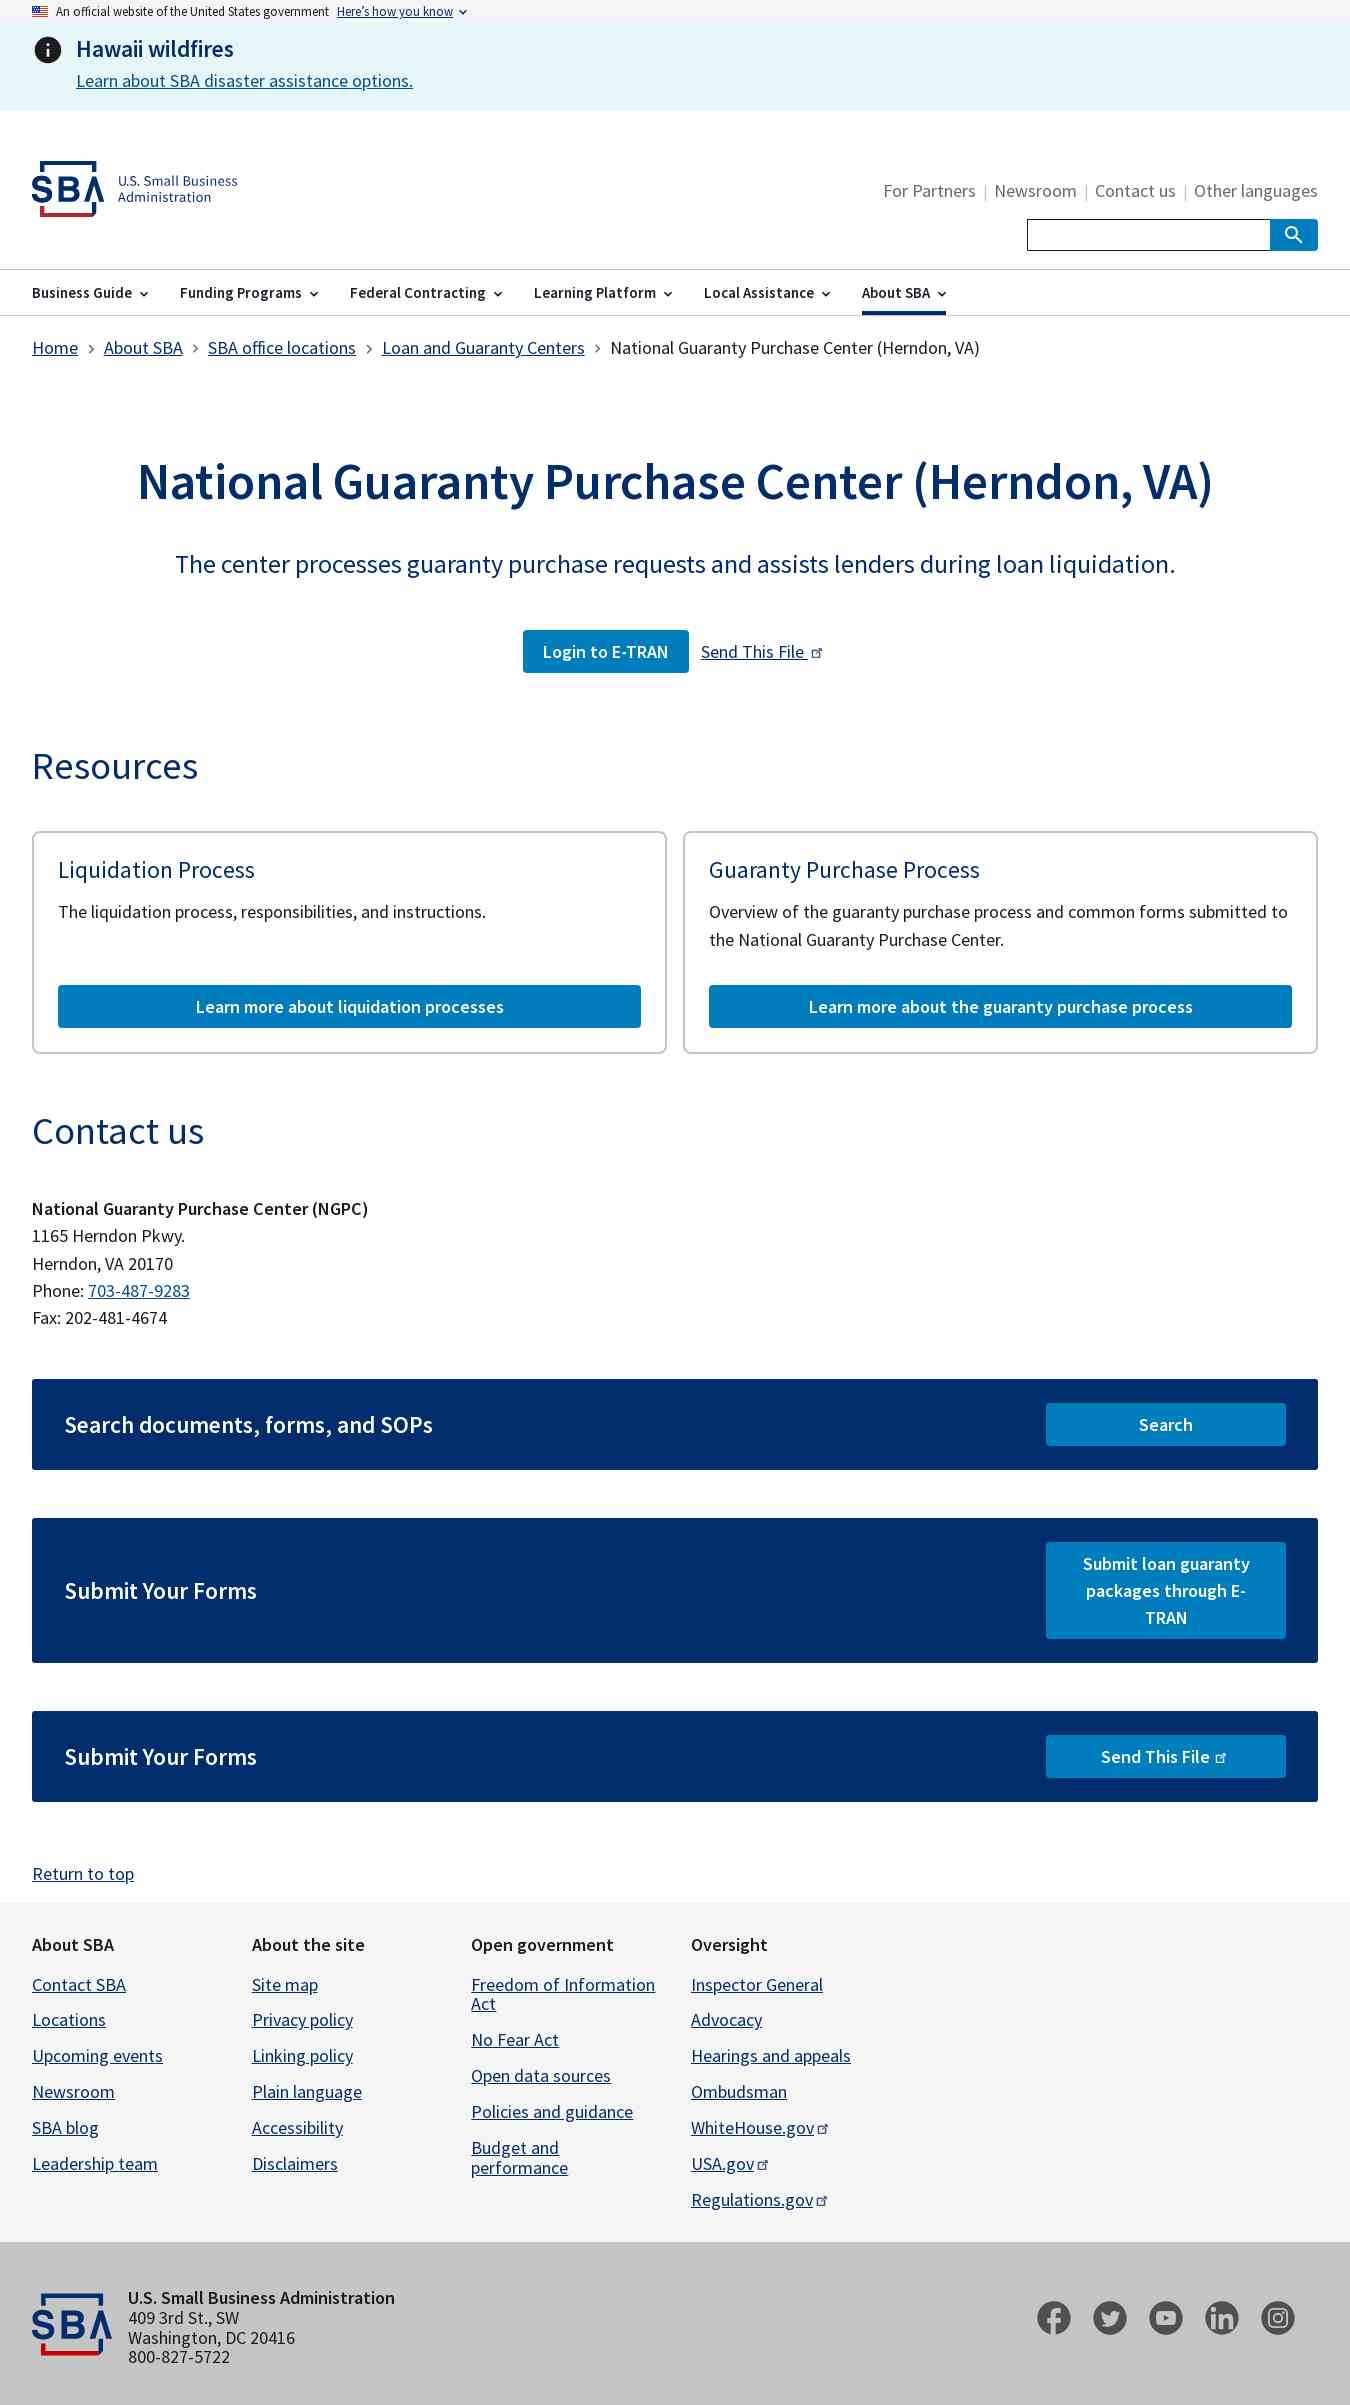 An official website of the United States government Here's how you know
Hawaii wildfires
Learn about SBA disaster assistance options.
SBA U.S. Small Business
Administration
For Partners | Newsroom | Contact us | Other languages
Business Guide Funding Programs Federal Contracting Learning Platform Local Assistance About SBA
Home > About SBA > SBA office locations > Loan and Guaranty Centers > National Guaranty Purchase Center (Herndon, VA)
National Guaranty Purchase Center (Herndon, VA)
The center processes guaranty purchase requests and assists lenders during loan liquidation.
Login to E-TRAN Send This File
Resources
Liquidation Process
The liquidation process, responsibilities, and instructions.
Learn more about liquidation processes
Guaranty Purchase Process
Overview of the guaranty purchase process and common forms submitted to
the National Guaranty Purchase Center.
Learn more about the guaranty purchase process
Contact us
National Guaranty Purchase Center (NGPC)
1165 Herndon Pkwy.
Herndon, VA 20170
Phone: 703-487-9283
Fax: 202-481-4674
Search documents, forms, and SOPs
Search
Submit Your Forms
Submit loan guaranty
packages through E-
TRAN
Submit Your Forms
Send This File
Return to top
About SBA
Contact SBA
Locations
Upcoming events
Newsroom
SBA blog
Leadership team
About the site
Site map
Privacy policy
Linking policy
Plain language
Accessibility
Disclaimers
Open government
Freedom of Information
Act
No Fear Act
Open data sources
Policies and guidance
Budget and
performance
Oversight
Inspector General
Advocacy
Hearings and appeals
Ombudsman
WhiteHouse.gov
USA.gov
Regulations.gov
SBA
U.S. Small Business Administration
409 3rd St., SW
Washington, DC 20416
800-827-5722